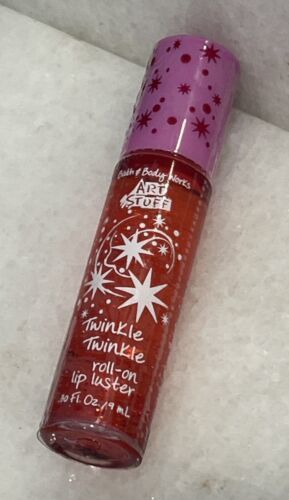 Bath & Body Works
ART
STUFF
Twinkle
Twinkle
roll-on
lip luster
.30 Fl. Oz./9 mL